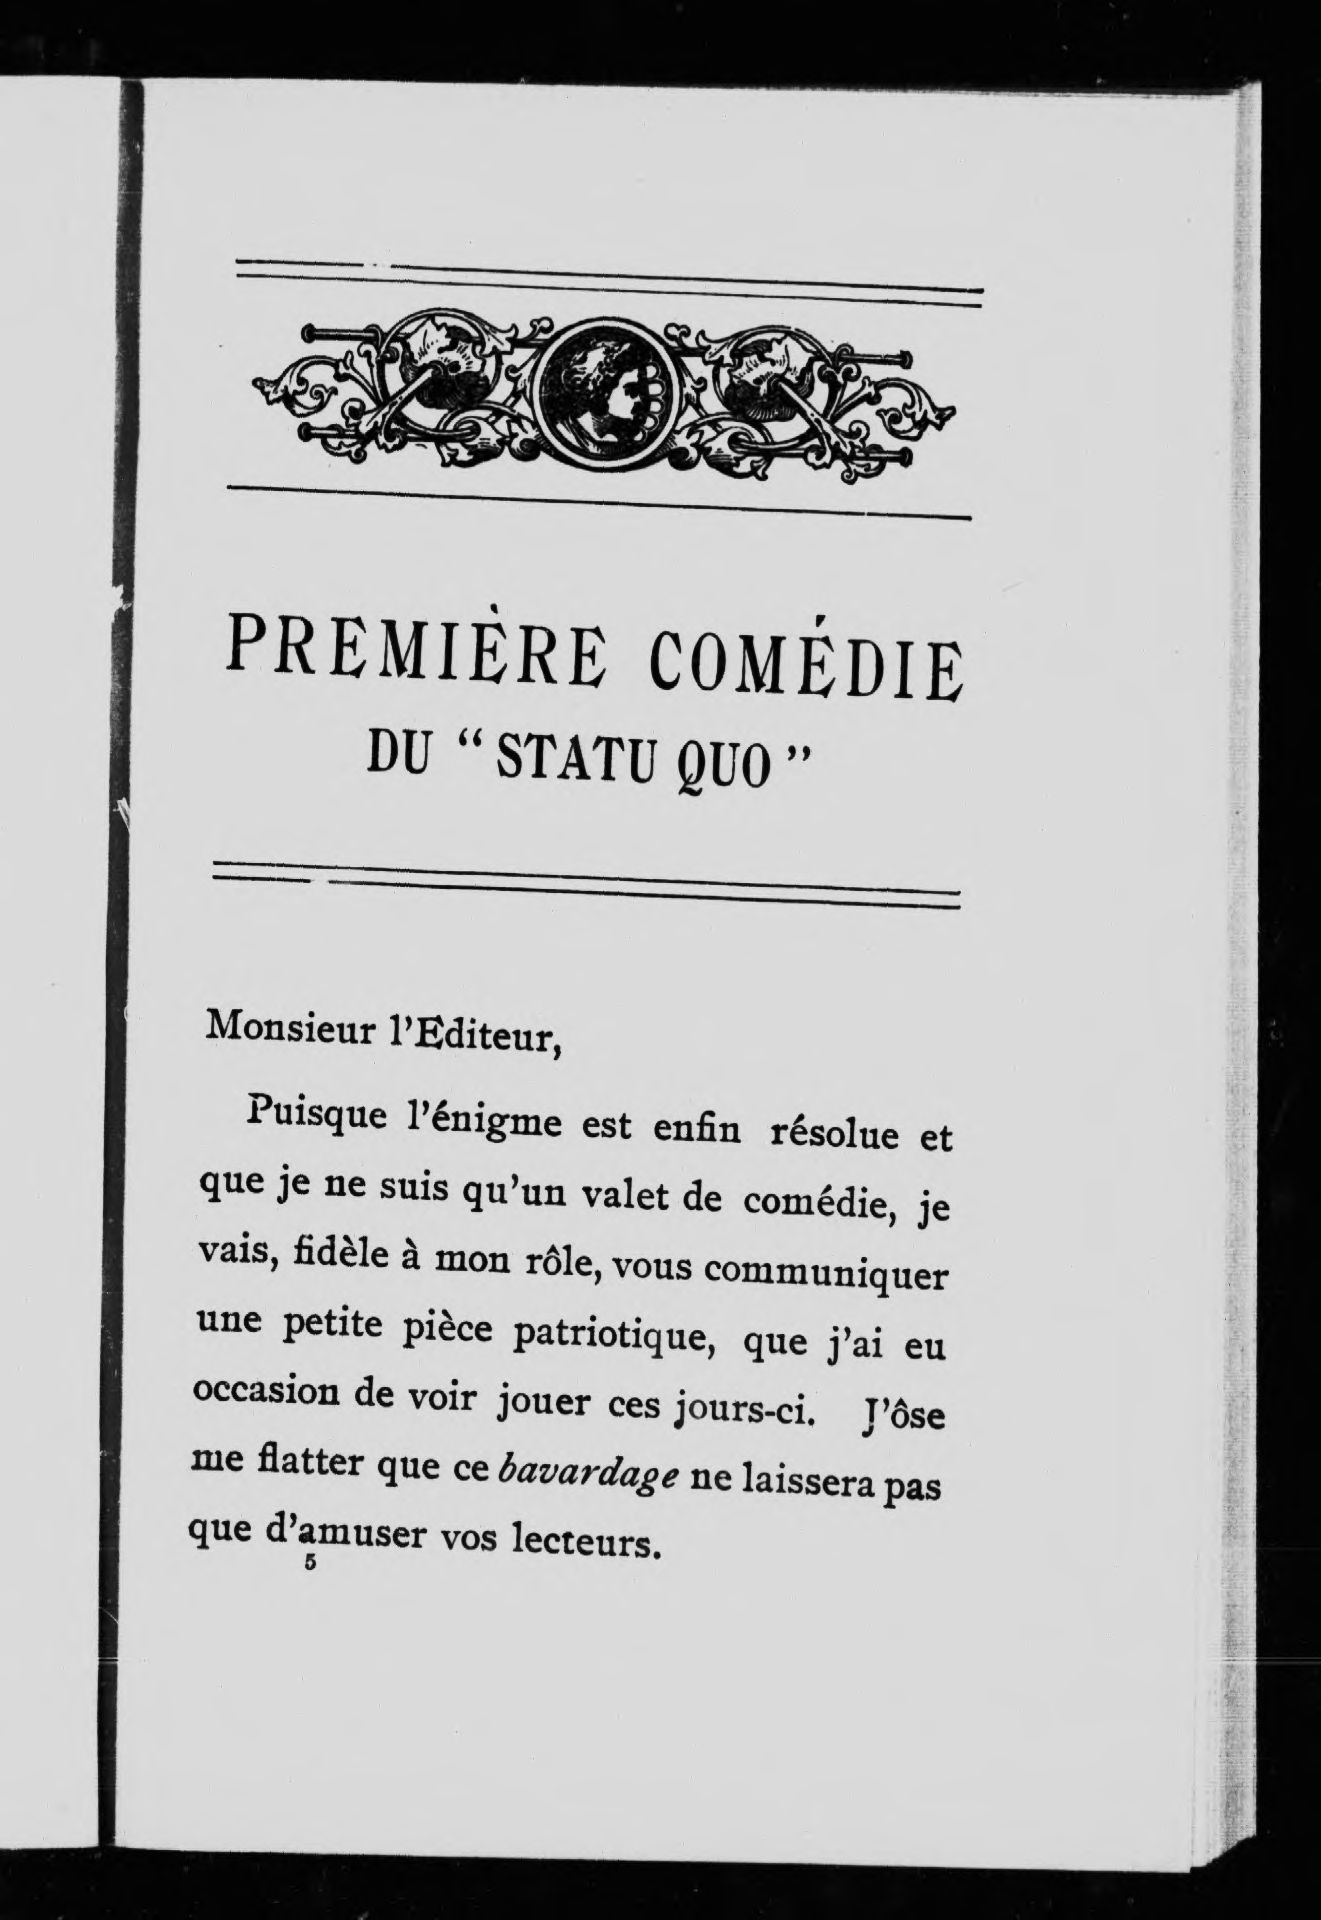 PREMIÈRE COMÉDIE
DU “ STATU QUO ”
Monsieur l’Editeur,
Puisque l’énigme est enfin résolue et
que je ne suis qu’un valet de comédie, je
vais, fidèle à mon rôle, vous communiquer
une petite pièce patriotique, que j’ai eu
occasion de voir jouer ces jours-ci. J’ôse
me flatter que ce bavardage ne laissera pas
que d’amuser vos lecteurs.
5